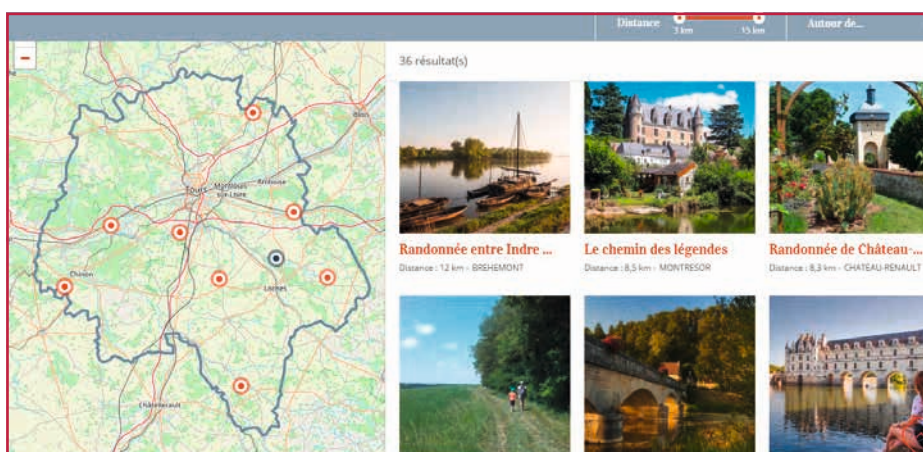 Distance
3 km
15 km
Autour de...
36 résultat(s)
Blois
Tours
Montlouis
-sur-Loire
Amboise
Chinon
Loches
Châtellerault
Randonnée entre Indre ...
Distance : 12 km - BREHEMONT
Le chemin des légendes
Distance : 8,5 km - MONTRESOR
Randonnée de Château-...
Distance : 8,3 km - CHATEAU-RENAULT